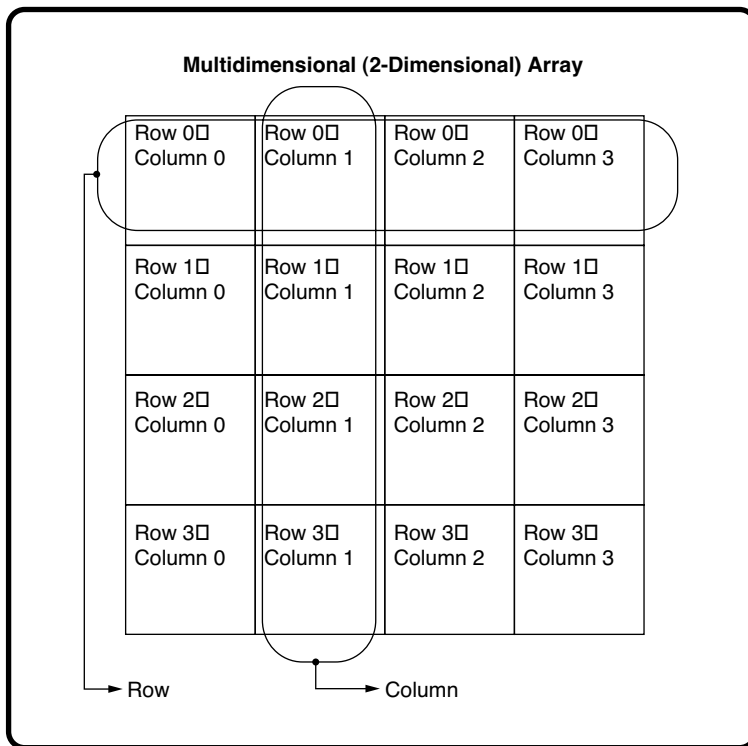 Multidimensional (2-Dimensional) Array
Row 0□ Row 0□ Row 0□ Row 0□
Column 0 Column 1 Column 2 Column 3
Row 1□ Row 1□ Row 1□ Row 1□
Column 0 Column 1 Column 2 Column 3
Row 2□ Row 2□ Row 2□ Row 2□
Column 0 Column 1 Column 2 Column 3
Row 3□ Row 3□ Row 3□ Row 3□
Column 0 Column 1 Column 2 Column 3
Row Column